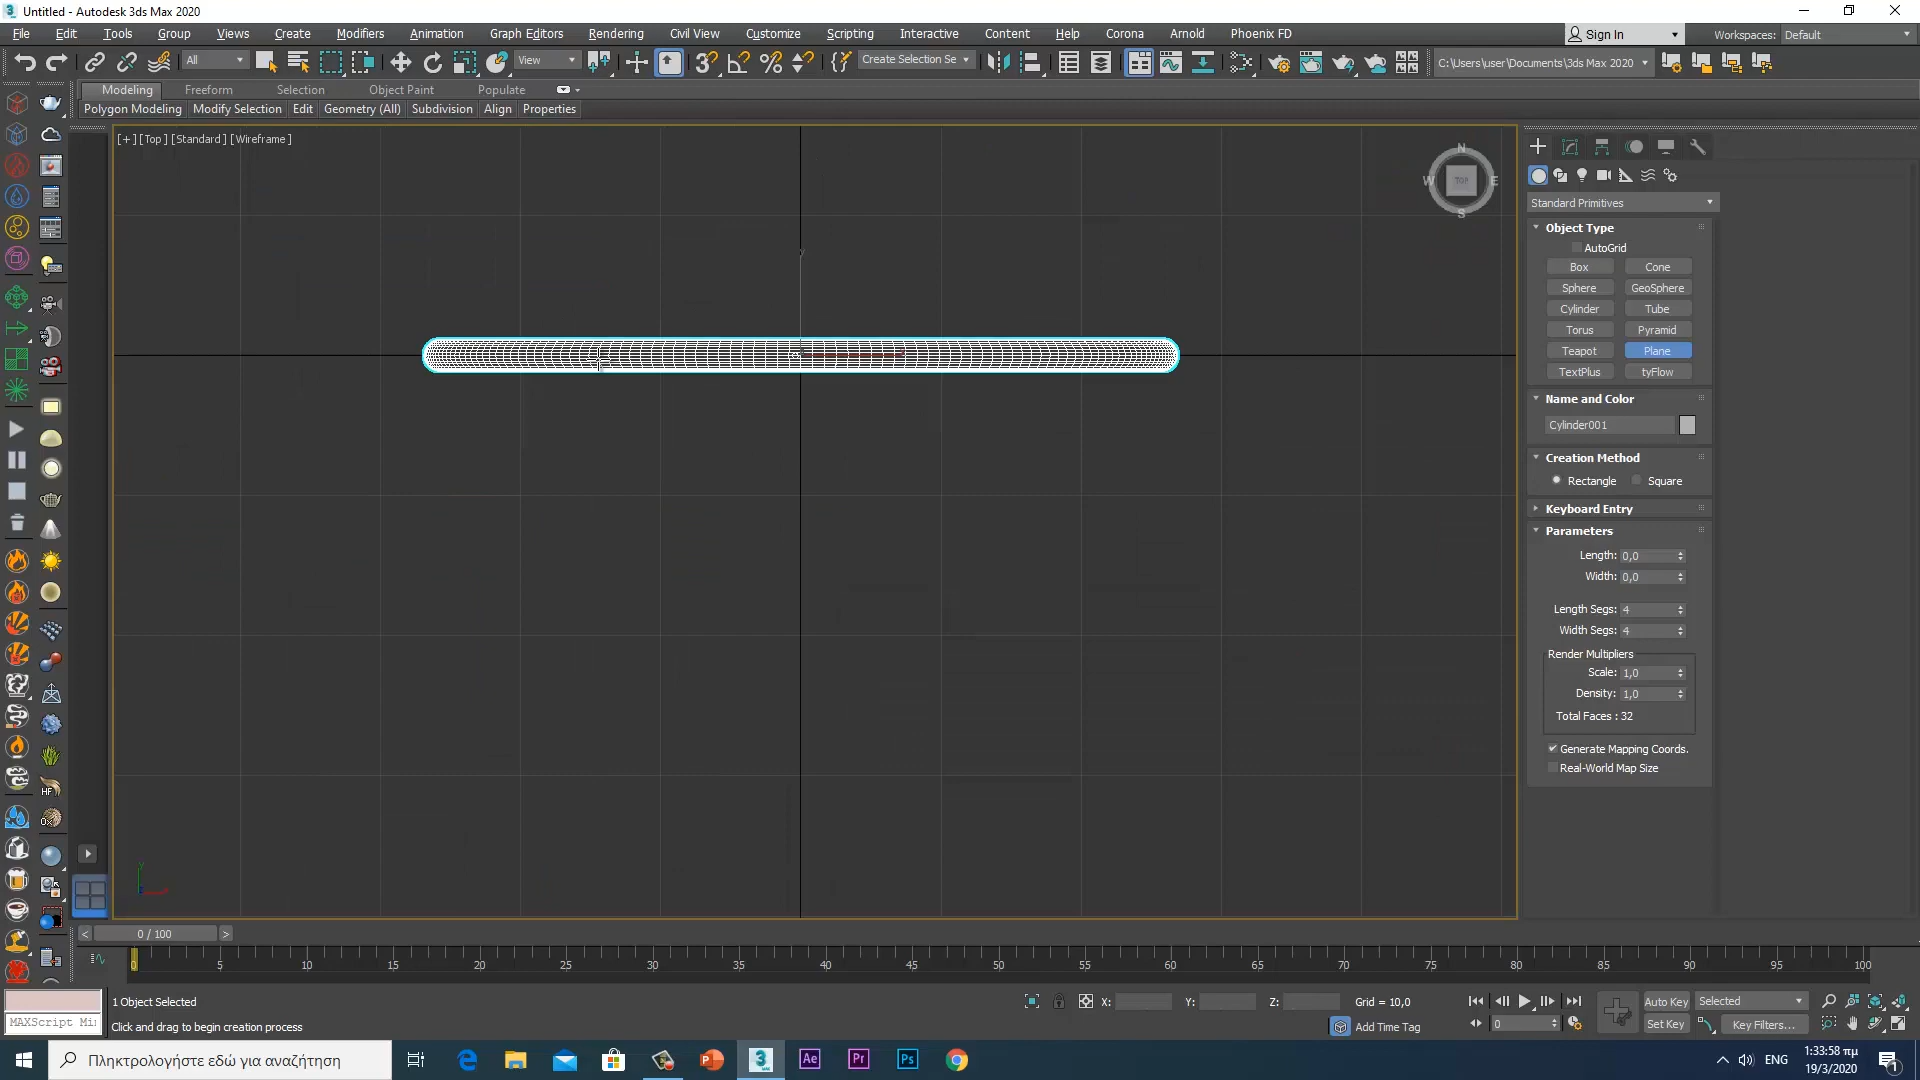 Untitled - Autodesk 3ds Max 2020
File Edit Tools Group Views Create Modifiers Animation Graph Editors Rendering Civil View Customize Scripting Interactive Content Help Corona Arnold Phoenix FD Sign In Workspaces: Default
All View Create Selection Se C:\Users\user\Documents\3ds Max 2020
Modeling Freeform Selection Object Paint Populate
Polygon Modeling Modify Selection Edit Geometry (All) Subdivision Align Properties
[+] [Top] [Standard] [Wireframe]
N
W TOP E
S
y
Standard Primitives
Object Type
AutoGrid
Box Cone
Sphere GeoSphere
Cylinder Tube
Torus Pyramid
Teapot Plane
TextPlus tyFlow
Name and Color
Cylinder001
Creation Method
Rectangle Square
Keyboard Entry
Parameters
Length: 0,0
Width: 0,0
Length Segs: 4
Width Segs: 4
Render Multipliers
Scale: 1,0
Density: 1,0
Total Faces : 32
Generate Mapping Coords.
Real-World Map Size
HF
< 0 / 100 >
0 5 10 15 20 25 30 35 40 45 50 55 60 65 70 75 80 85 90 95 100
1 Object Selected X: Y: Z: Grid = 10,0 Auto Key Selected
MAXScript Mi
Click and drag to begin creation process Add Time Tag 0 Set Key Key Filters...
Πληκτρολογήστε εδώ για αναζήτηση Ae Pr Ps ENG 1:33:58 πμ
19/3/2020